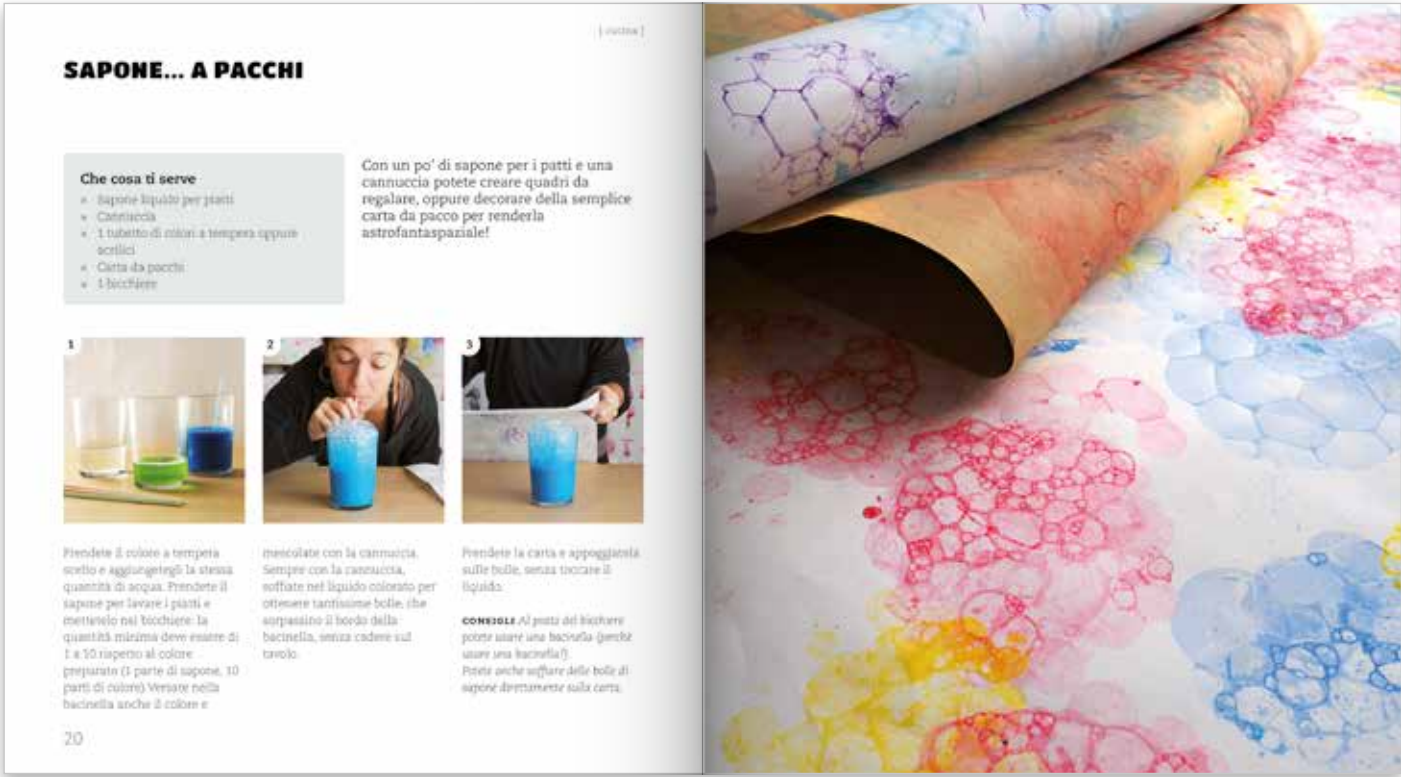 [ cucina ]
SAPONE... A PACCHI
Che cosa ti serve
» Sapone liquido per piatti
» Cannuccia
» 1 tubetto di colori a tempera oppure
acrilici
» Carta da pacchi
» 1 bicchiere
Con un po' di sapone per i patti e una
cannuccia potete creare quadri da
regalare, oppure decorare della semplice
carta da pacco per renderla
astrofantaspaziale!
1
Prendete il colore a tempera
scelto e aggiungetegli la stessa
quantità di acqua. Prendete il
sapone per lavare i piatti e
mettetelo nel bicchiere: la
quantità minima deve essere di
1 a 10 rispetto al colore
preparato (1 parte di sapone, 10
parti di colore) Versate nella
bacinella anche il colore e
2
mescolate con la cannuccia.
Sempre con la cannuccia,
soffiate nel liquido colorato per
ottenere tantissime bolle, che
sorpassino il bordo della
bacinella, senza cadere sul
tavolo.
3
Prendete la carta e appoggiatela
sulle bolle, senza toccare il
liquido.
CONSIGLI Al posto del bicchiere
potete usare una bacinella (perché
usare una bacinella?).
Potete anche soffiare delle bolle di
sapone direttamente sulla carta.
20